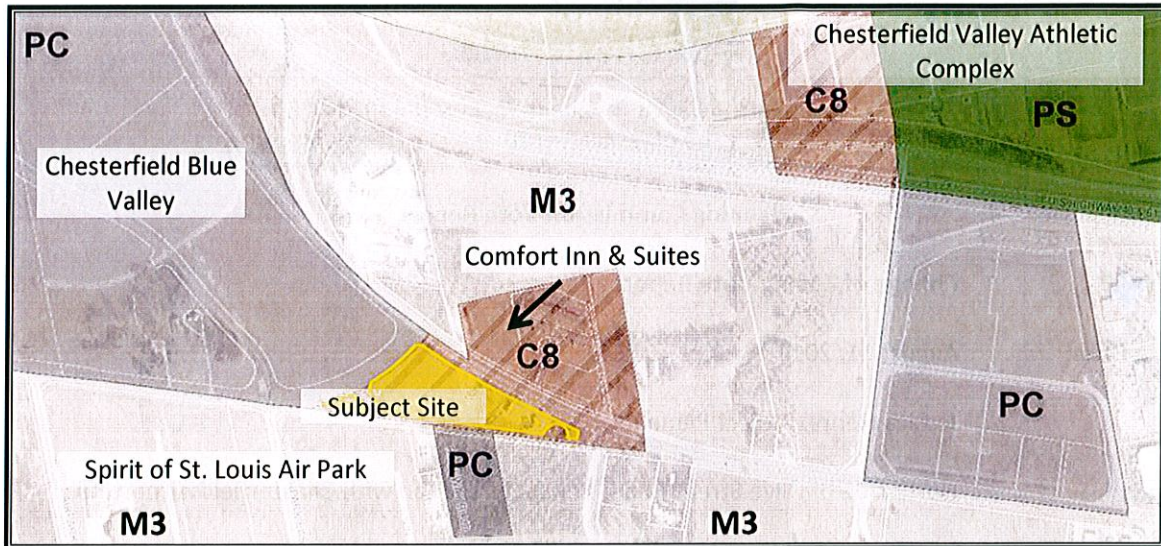 PC
Chesterfield Valley Athletic
Complex
C8
PS
Chesterfield Blue
Valley
M3
Comfort Inn & Suites
C8
Subject Site
PC
PC
Spirit of St. Louis Air Park
M3
M3